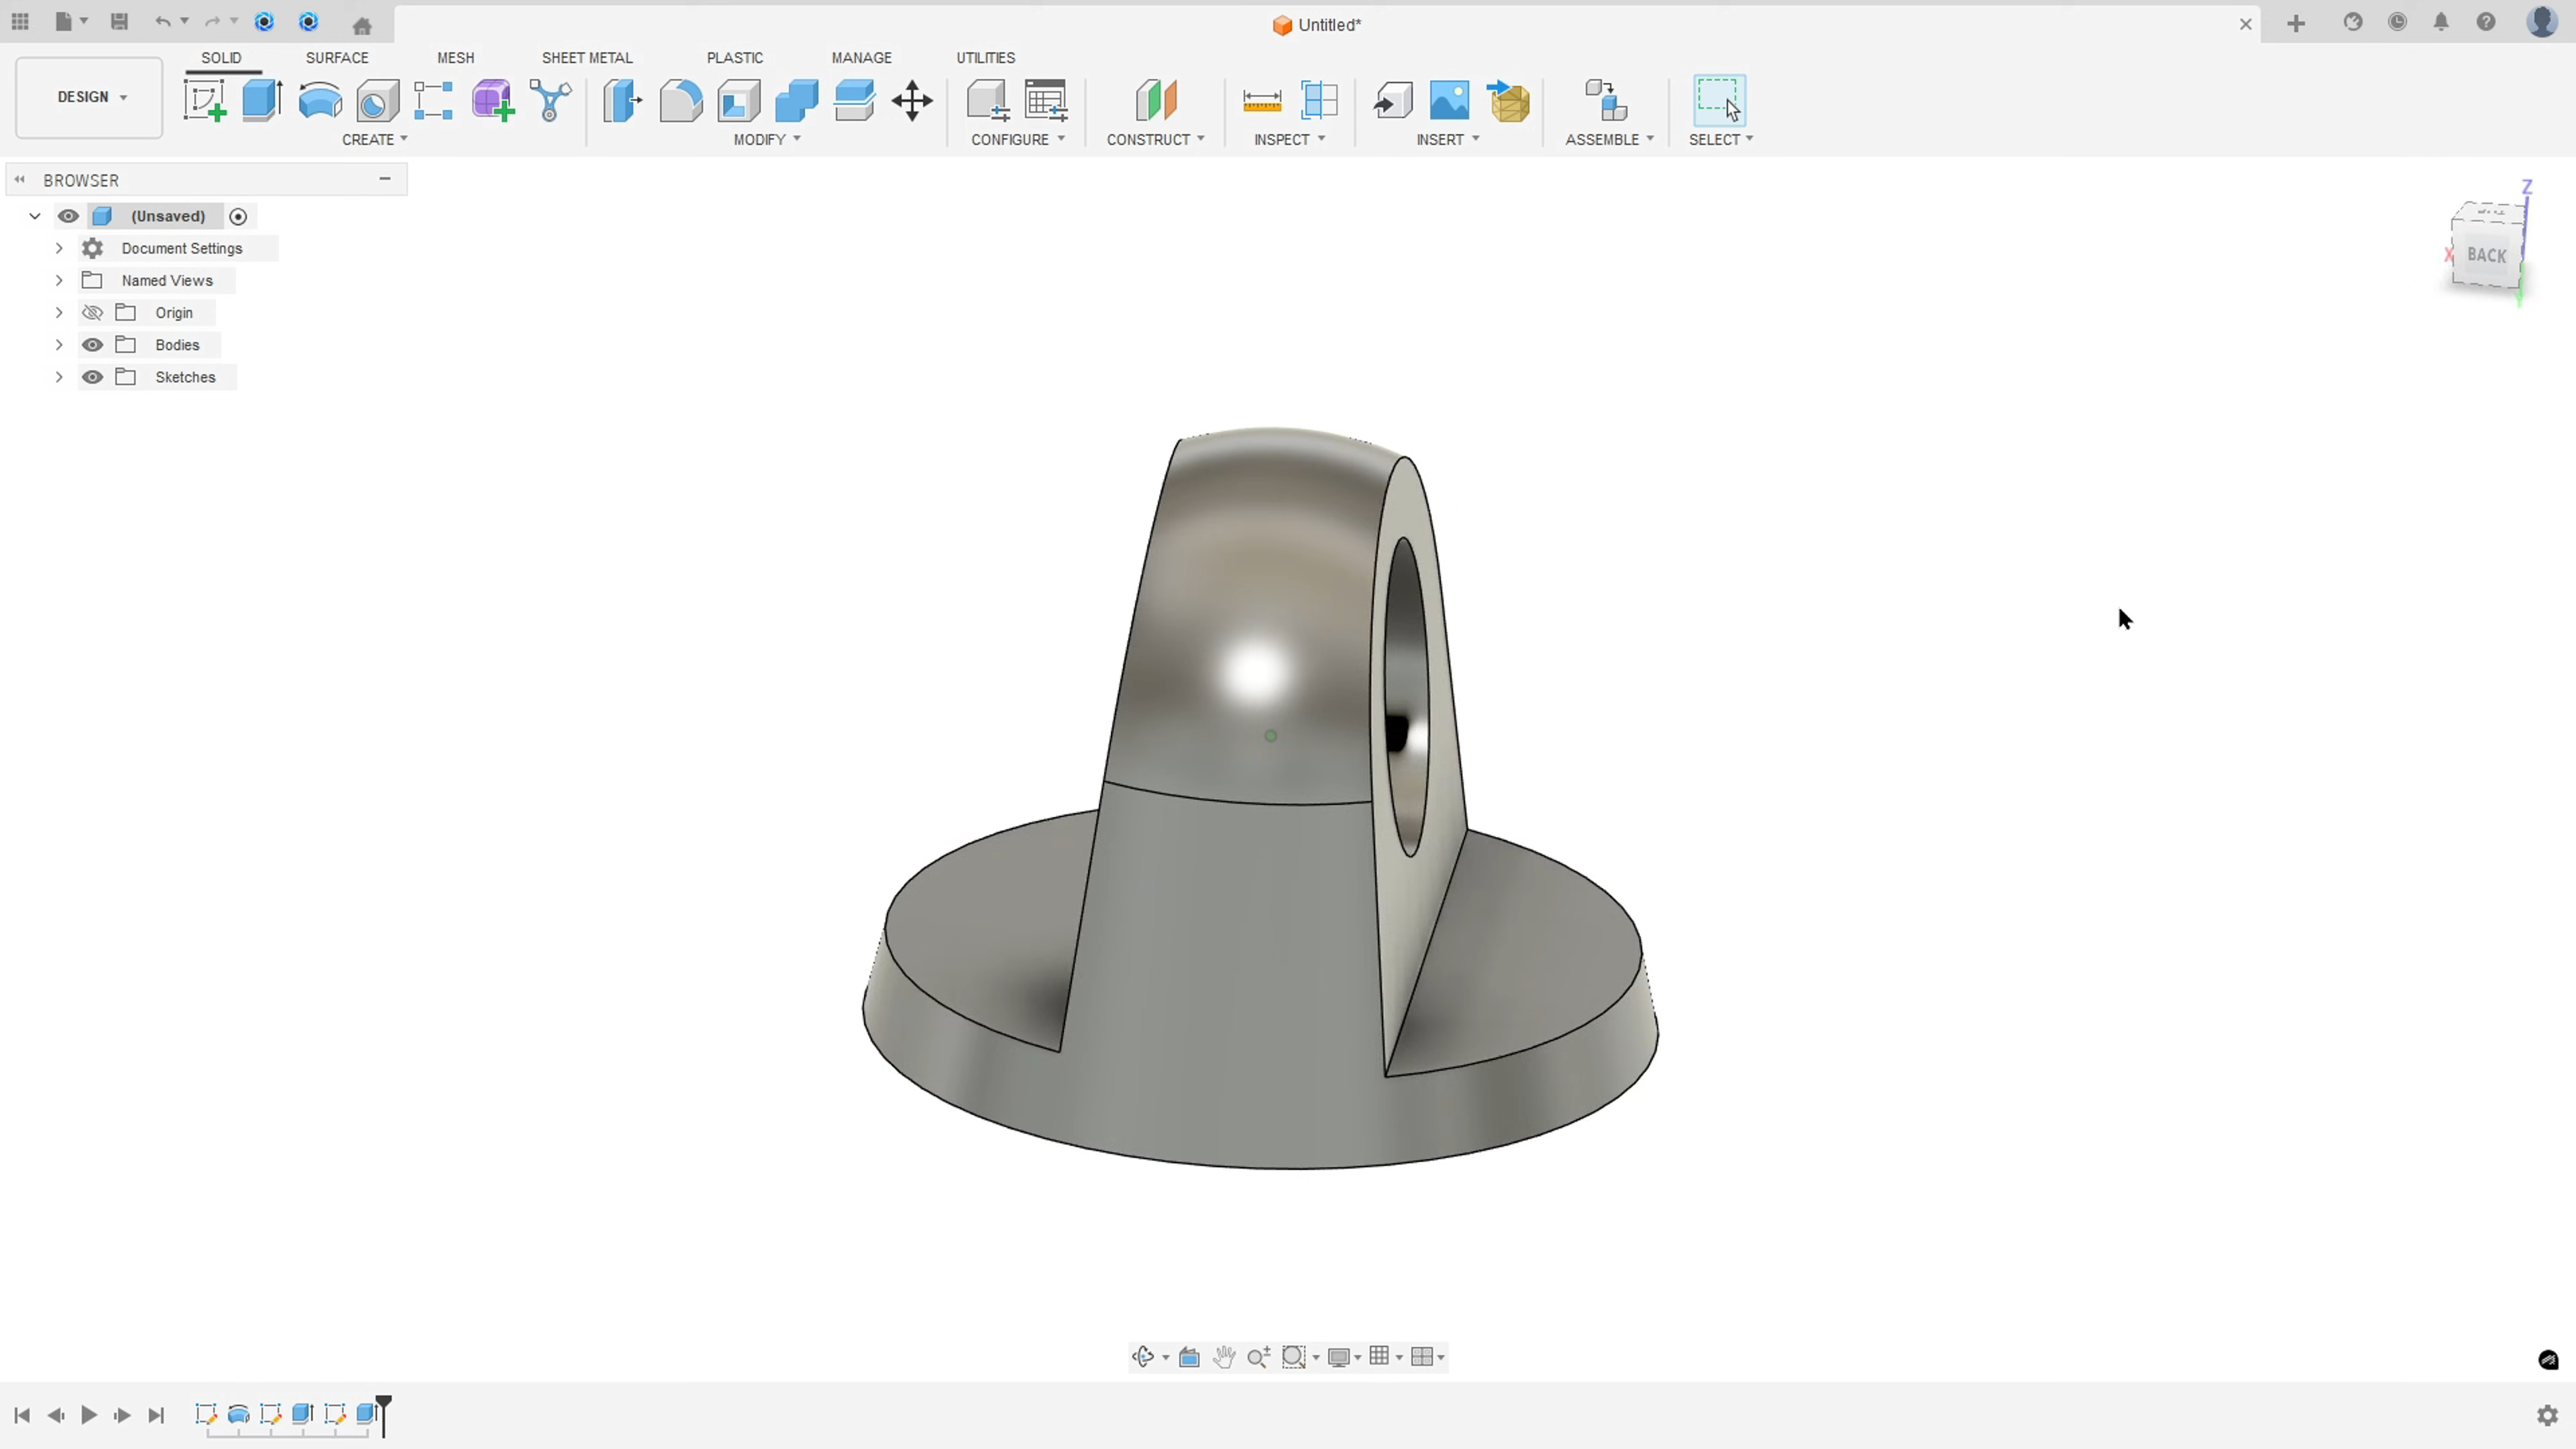 Untitled*
SOLID SURFACE MESH SHEET METAL PLASTIC MANAGE UTILITIES
DESIGN
CREATE MODIFY CONFIGURE CONSTRUCT INSPECT INSERT ASSEMBLE SELECT
BROWSER
(Unsaved)
Document Settings
Named Views
Origin
Bodies
Sketches
Z
TOP
X
BACK
Y